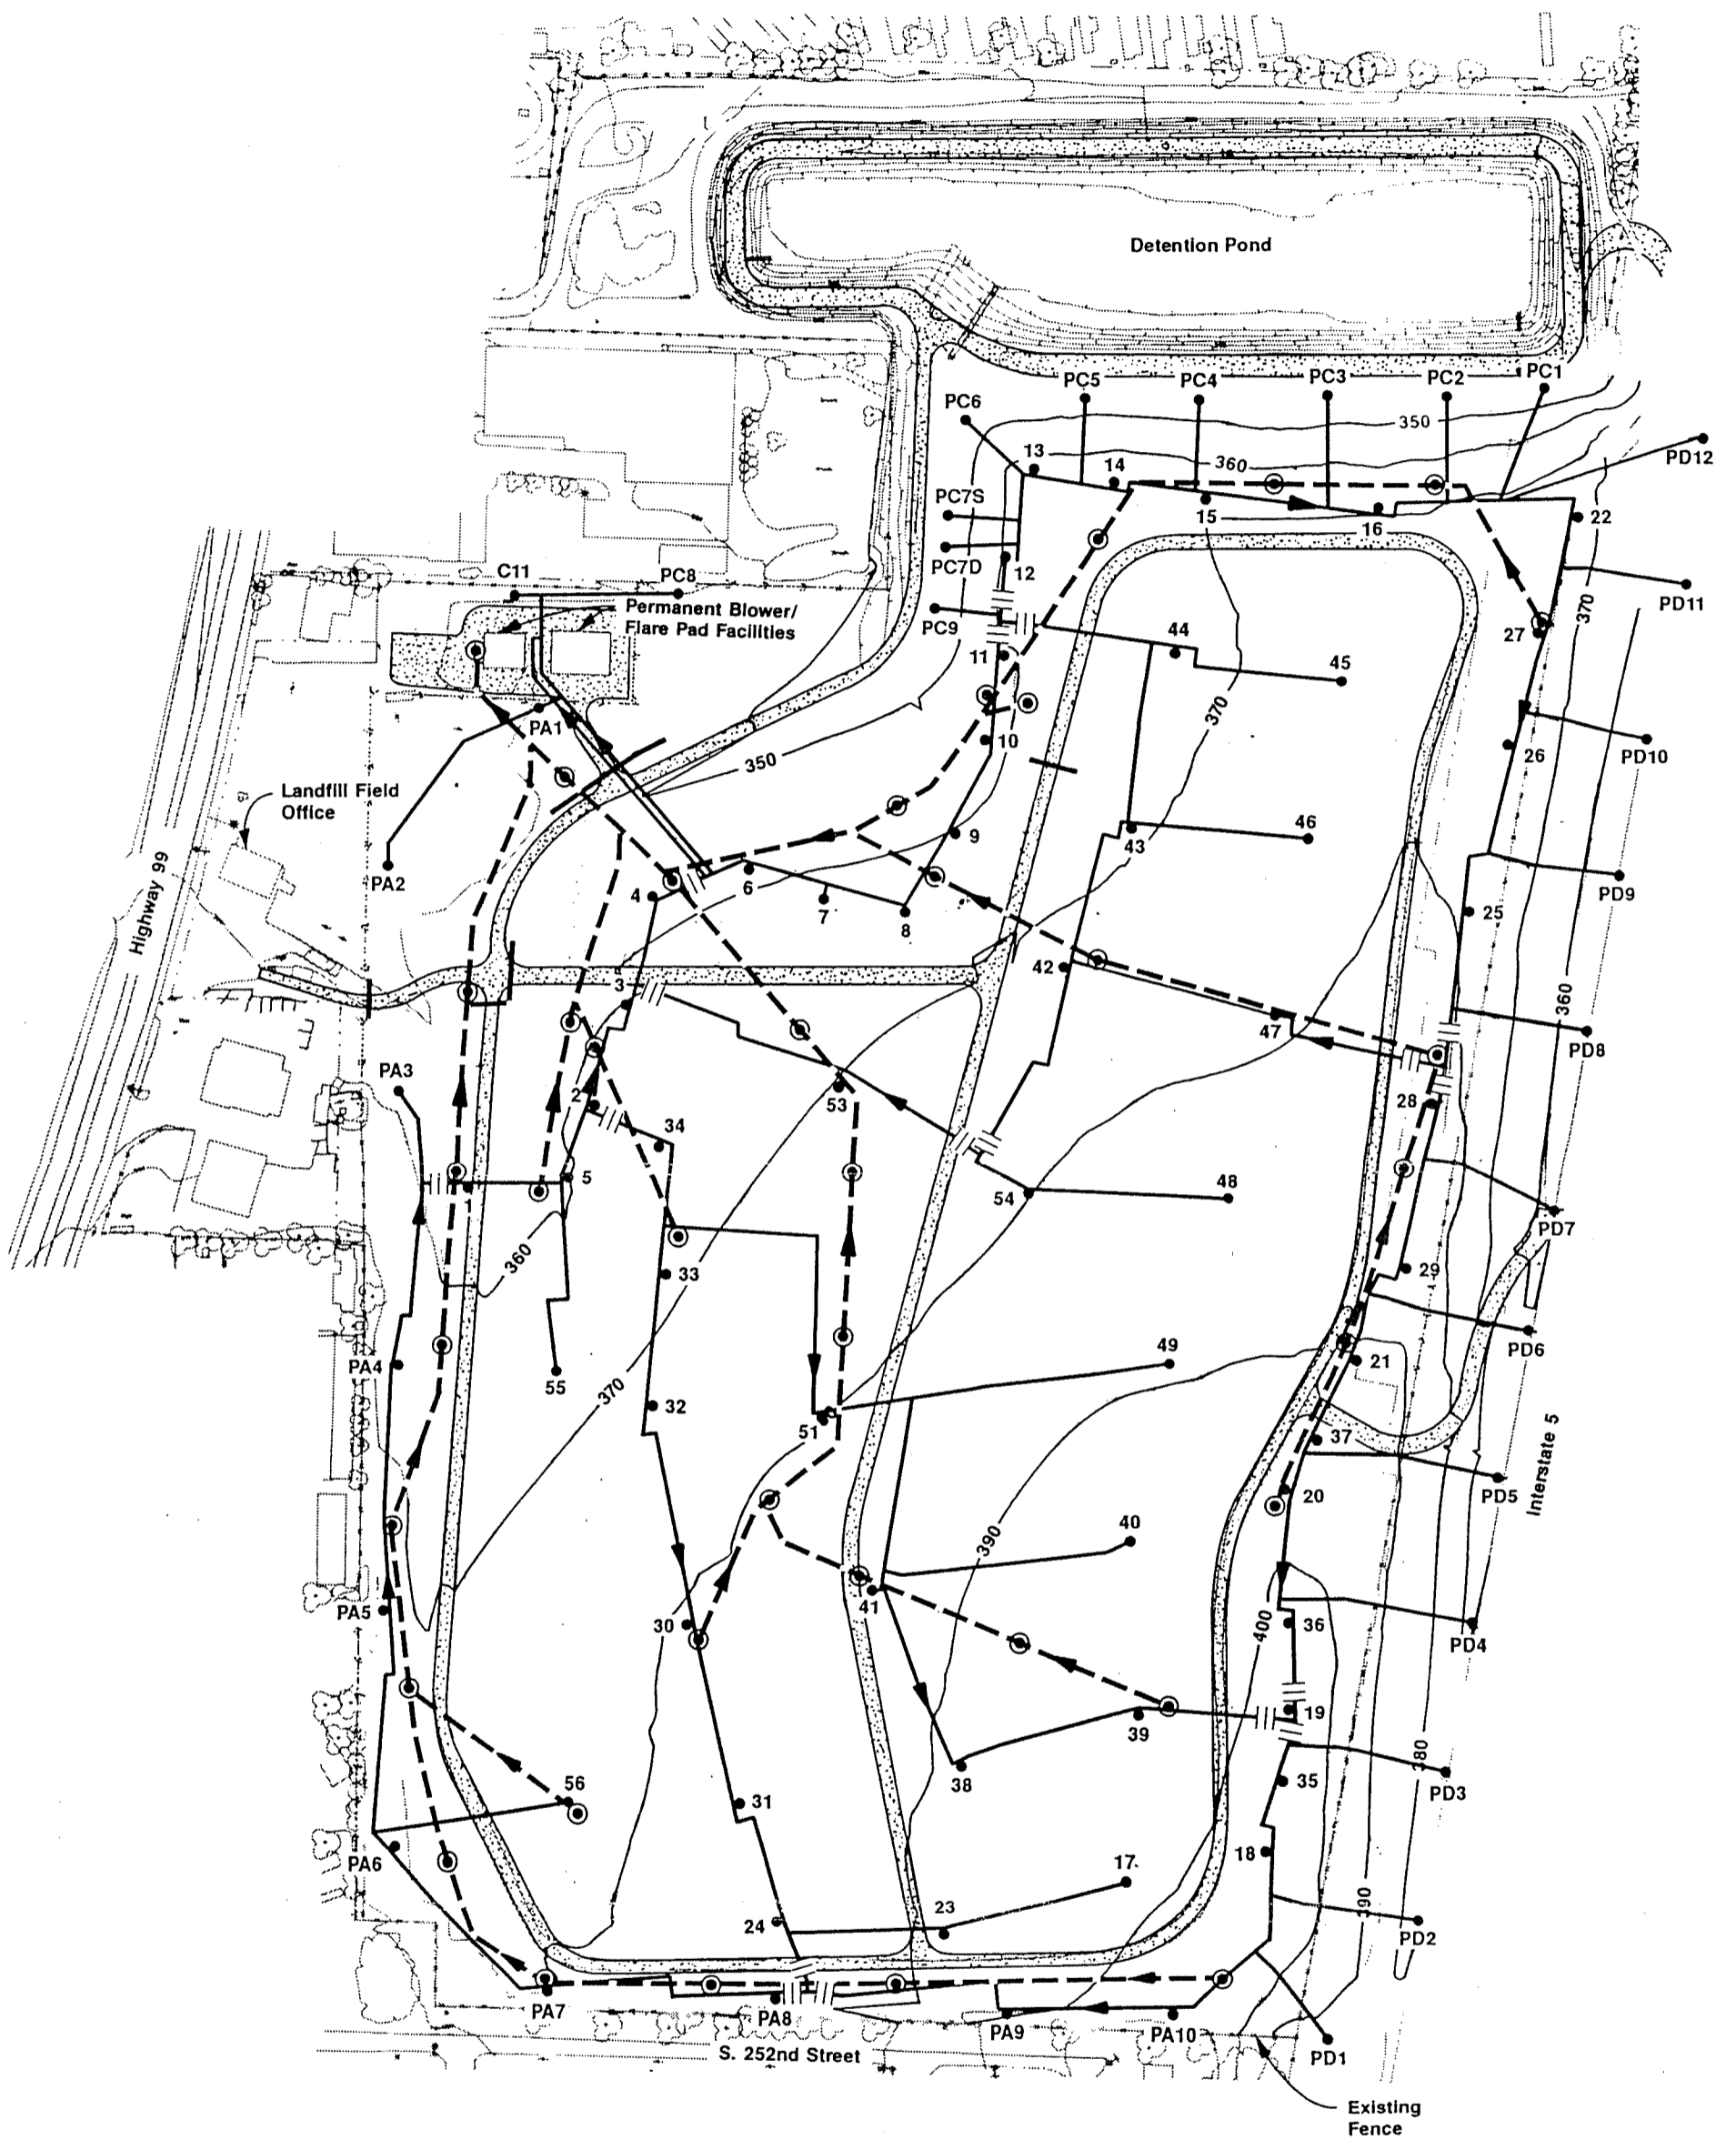 Detention Pond
PC5
PC4
PC3
PC2
PC1
PC6
350
PD12
13
14
360
PC7S
15
16
22
PC7D
12
C11
PC8
370
PD11
Permanent Blower/
Flare Pad Facilities
PC9
44
27
11
45
PA1
10
370
26
PD10
350
Landfill Field
Office
9
46
43
Highway 99
PA2
4
6
7
8
PD9
25
42
3
360
47
PD8
PA3
2
53
28
34
5
1
54
48
PD7
360
33
29
PD6
49
PA4
21
55
370
32
51
37
Interstate 5
20
PD5
40
390
PA5
41
30
400
36
PD4
19
39
38
380
56
35
PD3
31
PA6
18
17
24
23
390
PD2
PA7
PA8
PA9
PA10
S. 252nd Street
PD1
Existing
Fence